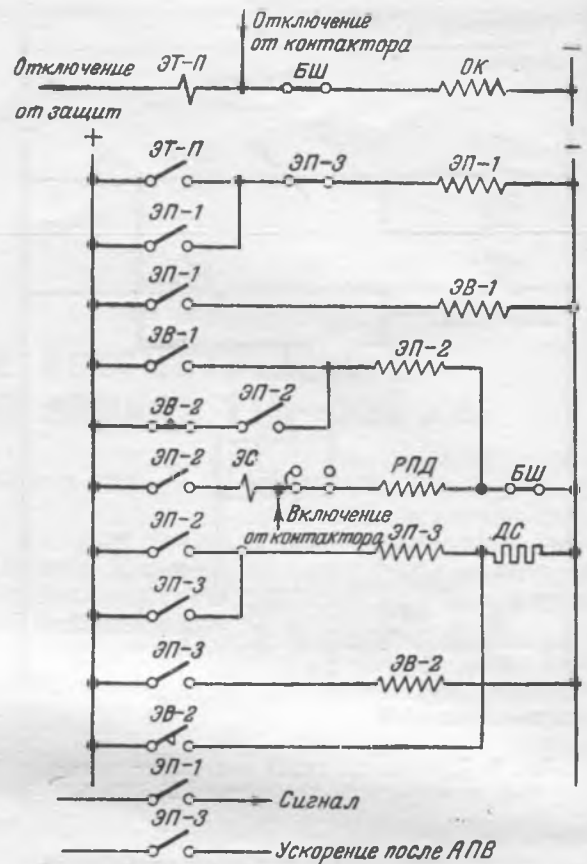 Отключение
от контактора
Отключение
ЭТ-П
БШ
ОК
—
от защит
+
—
ЭТ-П
ЭП-3
ЭП-1
ЭП-1
ЭП-1
ЭВ-1
ЭВ-1
ЭП-2
ЭВ-2
ЭП-2
ЭП-2
ЭС
РПД
БШ
Включение
от контактора
ЭП-2
ЭП-3
ДС
ЭП-3
ЭП-3
ЭВ-2
ЭВ-2
ЭП-1
Сигнал
ЭП-3
Ускорение после АПВ